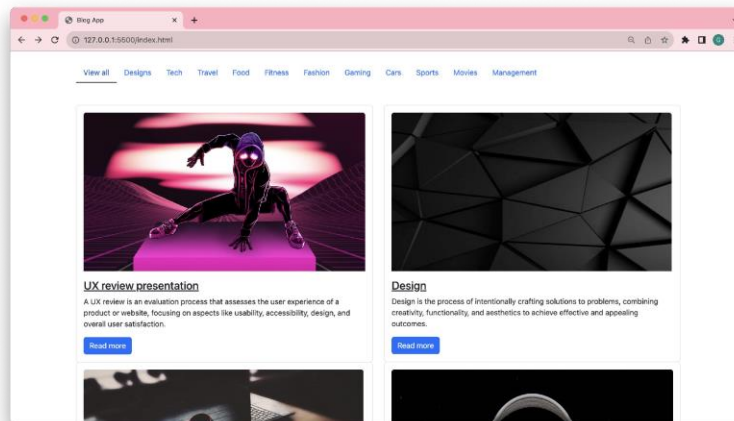 Blog App
127.0.0.1:5500/index.html
View all Designs Tech Travel Food Fitness Fashion Gaming Cars Sports Movies Management
UX review presentation
A UX review is an evaluation process that assesses the user experience of a
product or website, focusing on aspects like usability, accessibility, design, and
overall user satisfaction.
Read more
Design
Design is the process of intentionally crafting solutions to problems, combining
creativity, functionality, and aesthetics to achieve effective and appealing
outcomes.
Read more